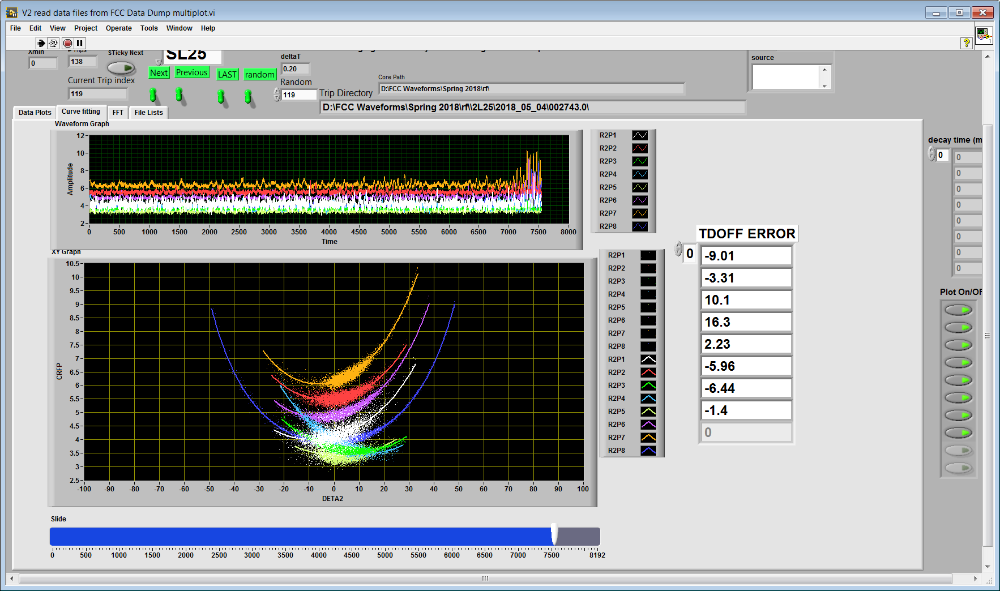 V2 read data files from FCC Data Dump multiplot.vi
File Edit View Project Operate Tools Window Help
Xmin
0
# Trips
138
STicky Next
SL25
Next Previous LAST random
deltaT
0.20
Random
119
Current Trip index
119
Core Path
D:\FCC Waveforms\Spring 2018\rf\
Trip Directory
D:\FCC Waveforms\Spring 2018\rf\\2L25\2018_05_04\002743.0\
source
Data Plots Curve fitting FFT File Lists
Waveform Graph
12
10
8
6
4
2
Amplitude
0 500 1000 1500 2000 2500 3000 3500 4000 4500 5000 5500 6000 6500 7000 7500 8000
Time
R2P1
R2P2
R2P3
R2P4
R2P5
R2P6
R2P7
R2P8
XY Graph
10.5
10
9.5
9
8.5
8
7.5
7
6.5
6
5.5
5
4.5
4
3.5
3
2.5
CRFP
-100 -90 -80 -70 -60 -50 -40 -30 -20 -10 0 10 20 30 40 50 60 70 80 90 100
DETA2
R2P1
R2P2
R2P3
R2P4
R2P5
R2P6
R2P7
R2P8
R2P1
R2P2
R2P3
R2P4
R2P5
R2P6
R2P7
R2P8
TDOFF ERROR
0
-9.01
-3.31
10.1
16.3
2.23
-5.96
-6.44
-1.4
0
decay time (m
0
0
0
0
0
0
0
0
0
Plot On/OF
Slide
0 500 1000 1500 2000 2500 3000 3500 4000 4500 5000 5500 6000 6500 7000 7500 8192